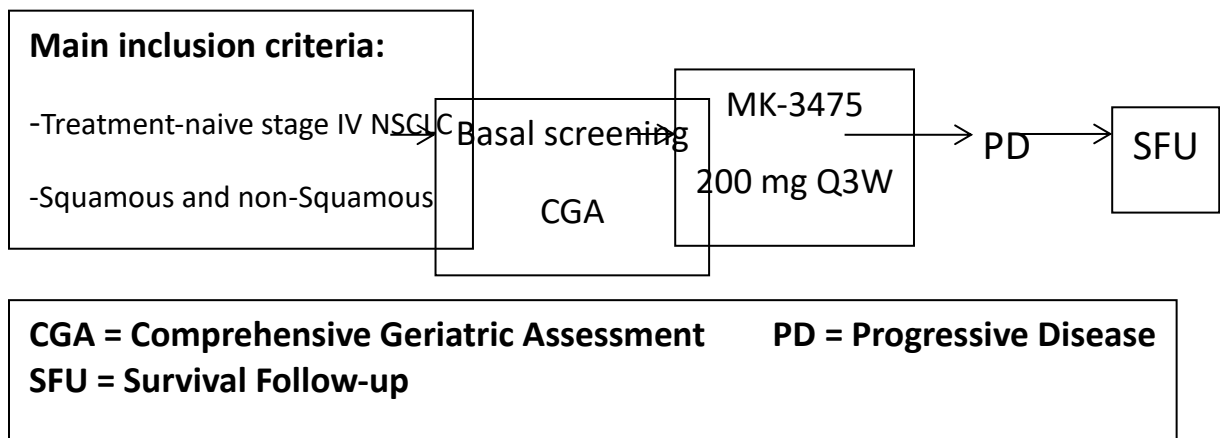 Main inclusion criteria:
-Treatment-naive stage IV NSCLC
-Squamous and non-Squamous
Basal screening
CGA
MK-3475
200 mg Q3W
PD
SFU
CGA = Comprehensive Geriatric Assessment PD = Progressive Disease
SFU = Survival Follow-up